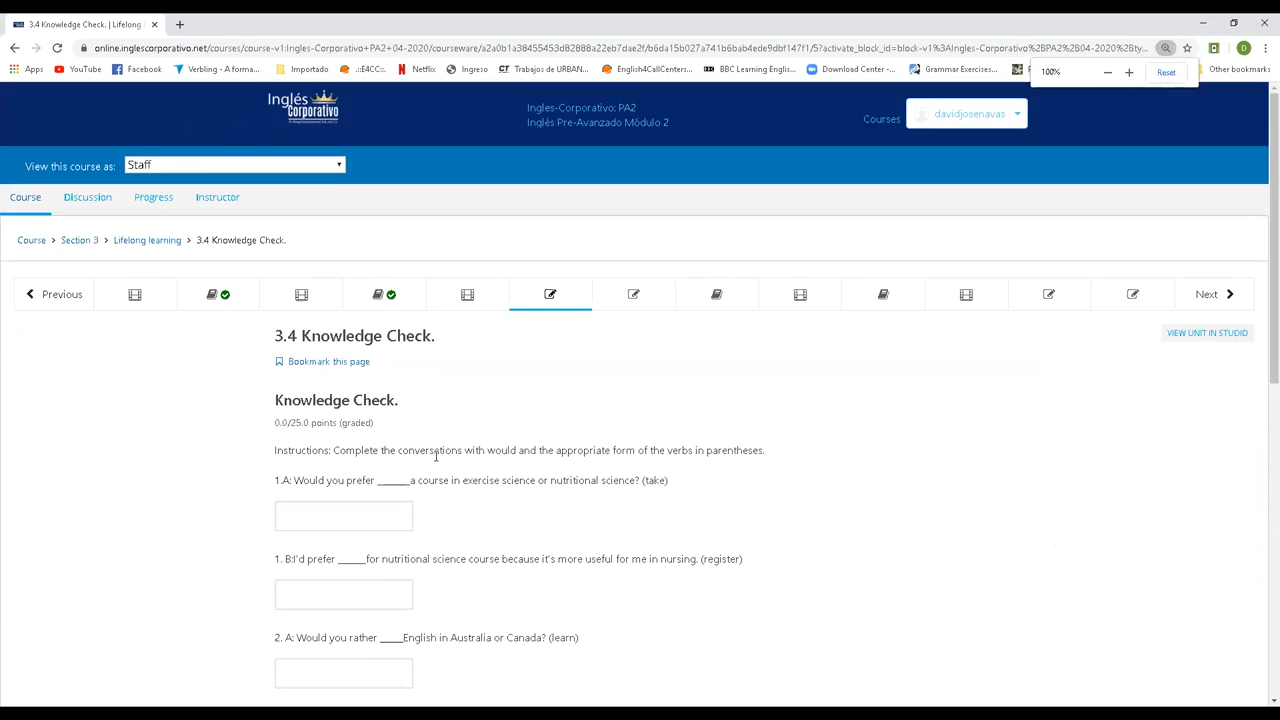 3.4 Knowledge Check. | Lifelong
online.inglescorporativo.net/courses/course-v1:Ingles-Corporativo+PA2+04-2020/courseware/a2a0b1a38455453d82888a22eb7dae2f/b6da15b027a741b6bab4ede9dbf147f1/5?activate_block_id=block-v1%3AIngles-Corporativo%2BPA2%2B04-2020%2Bty...
D
Apps YouTube Facebook Verbling - A forma... Importado .::E4CC::. Netflix Ingreso Trabajos de URBAN... English4CallCenters... BBC Learning English... Download Center -... Grammar Exercises... Other bookmarks
100% Reset
Inglés
corporativo
Ingles-Corporativo: PA2
Inglés Pre-Avanzado Módulo 2
Courses davidjosenavas
View this course as: Staff
Course Discussion Progress Instructor
Course > Section 3 > Lifelong learning > 3.4 Knowledge Check.
Previous Next
3.4 Knowledge Check.
VIEW UNIT IN STUDIO
Bookmark this page
Knowledge Check.
0.0/25.0 points (graded)
Instructions: Complete the conversations with would and the appropriate form of the verbs in parentheses.
1.A: Would you prefer ______a course in exercise science or nutritional science? (take)
1. B:I'd prefer _____for nutritional science course because it's more useful for me in nursing. (register)
2. A: Would you rather ____English in Australia or Canada? (learn)